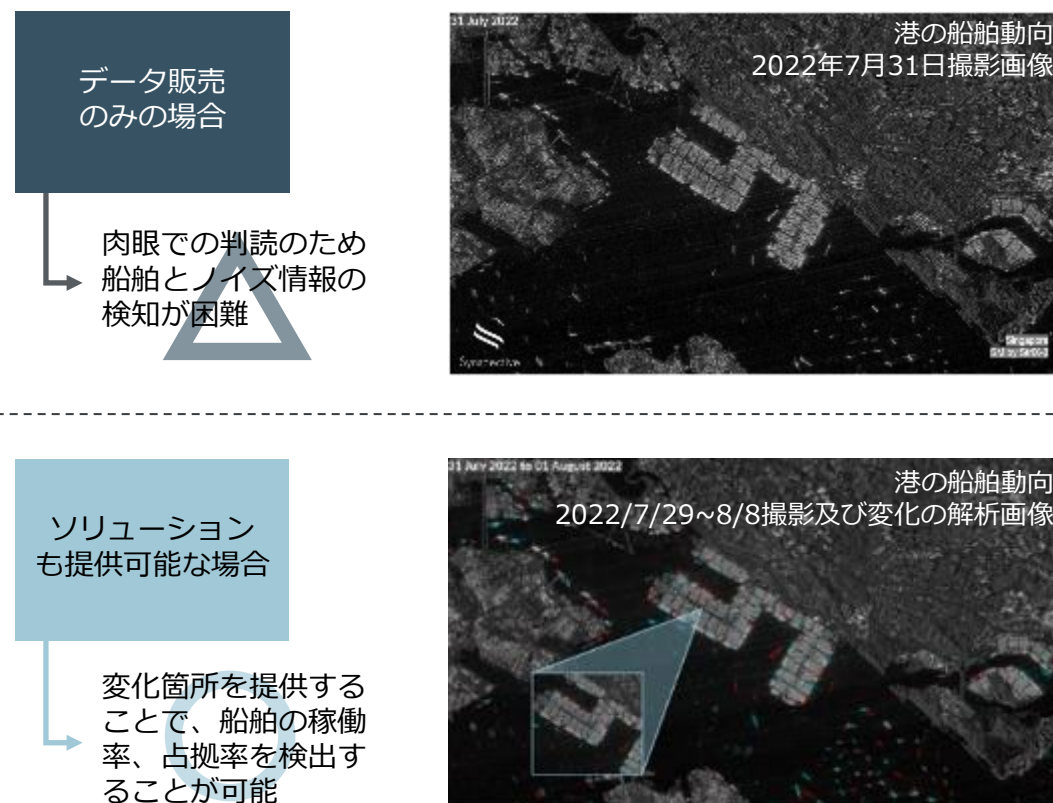 データ販売
のみの場合
肉眼での判読のため
船舶とノイズ情報の
検知が困難
31 July 2022
港の船舶動向
2022年7月31日撮影画像
Synspective
Singapore
ソリューション
も提供可能な場合
変化箇所を提供する
ことで、船舶の稼働
率、占拠率を検出す
ることが可能
31 July 2022 to 01 August 2022
港の船舶動向
2022/7/29~8/8撮影及び変化の解析画像